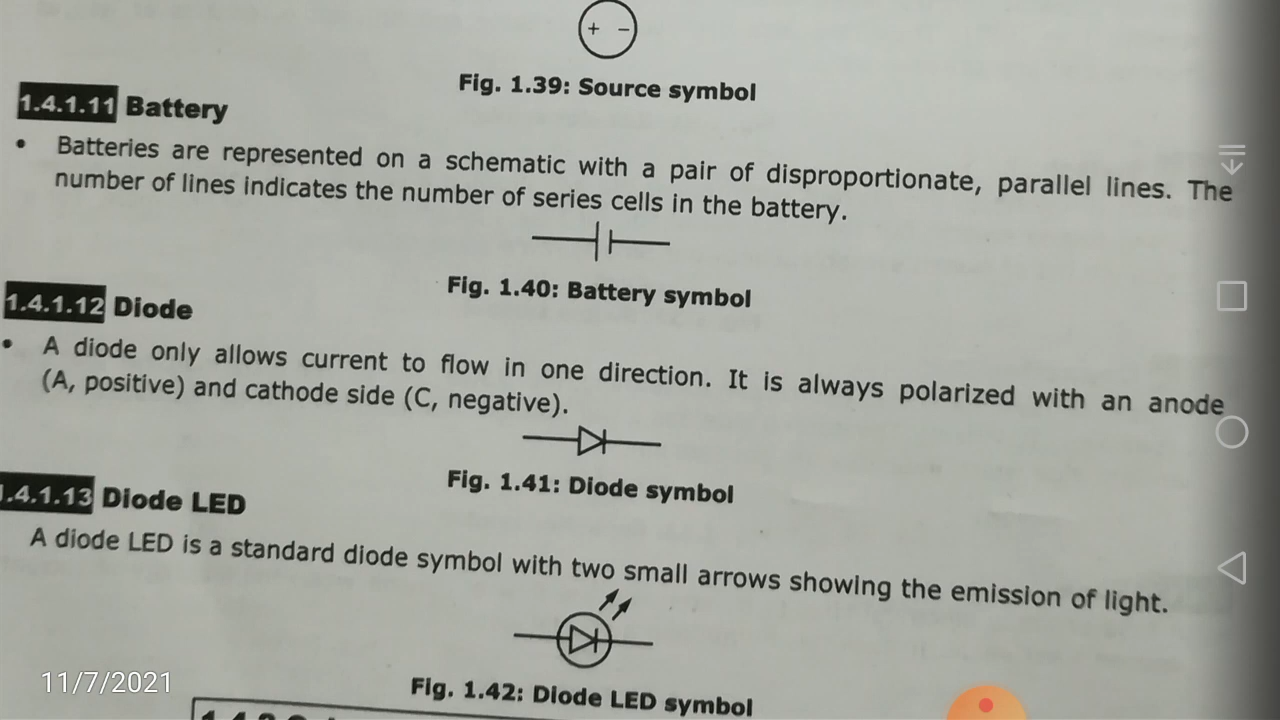 + −
Fig. 1.39: Source symbol
1.4.1.11 Battery
• Batteries are represented on a schematic with a pair of disproportionate, parallel lines. The
number of lines indicates the number of series cells in the battery.
Fig. 1.40: Battery symbol
1.4.1.12 Diode
• A diode only allows current to flow in one direction. It is always polarized with an anode
(A, positive) and cathode side (C, negative).
Fig. 1.41: Diode symbol
.4.1.13 Diode LED
A diode LED is a standard diode symbol with two small arrows showing the emission of light.
Fig. 1.42: Diode LED symbol
11/7/2021